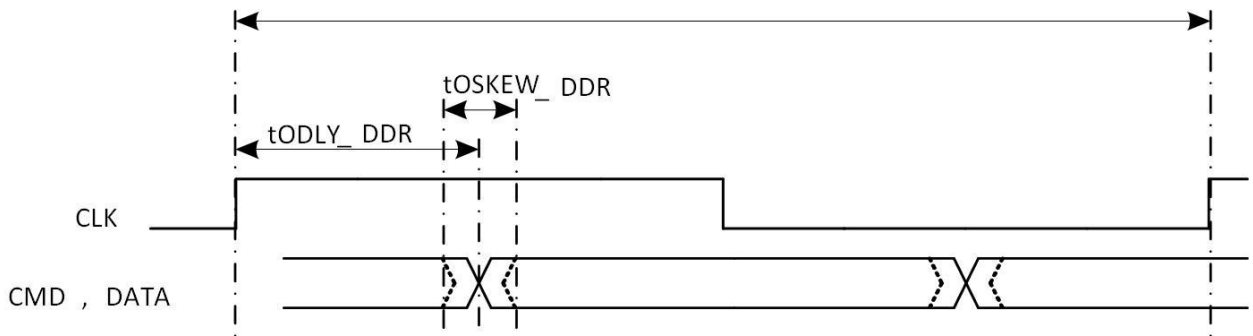 tOSKEW_ DDR
tODLY_ DDR
CLK
CMD , DATA